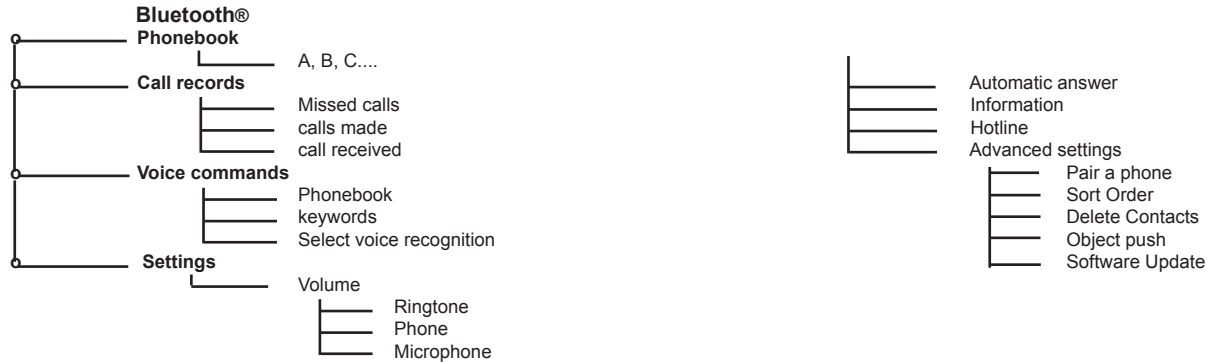 Bluetooth®
Phonebook
A, B, C....
Call records
Missed calls
calls made
call received
Voice commands
Phonebook
keywords
Select voice recognition
Settings
Volume
Ringtone
Phone
Microphone
Automatic answer
Information
Hotline
Advanced settings
Pair a phone
Sort Order
Delete Contacts
Object push
Software Update